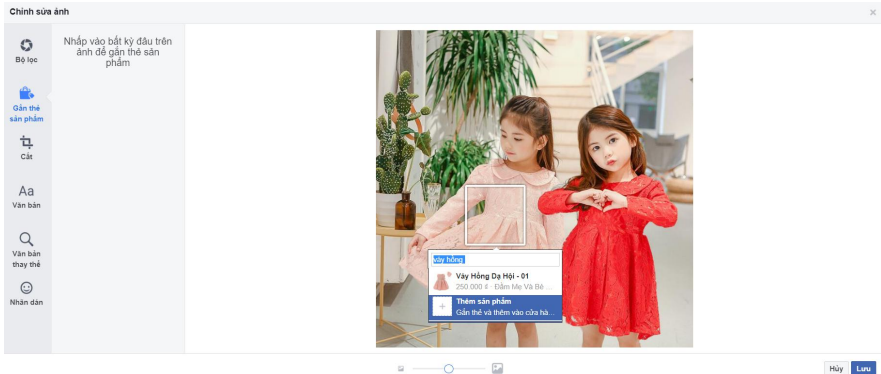 Chỉnh sửa ảnh
Bộ lọc
Gắn thẻ
sản phẩm
Cắt
Aa
Văn bản
Văn bản
thay thế
Nhãn dán
Nhấp vào bất kỳ đâu trên
ảnh để gắn thẻ sản
phẩm
váy hồng
Váy Hồng Dạ Hội - 01
250.000 ₫ · Đầm Mẹ Và Bé ...
Thêm sản phẩm
Gắn thẻ và thêm vào cửa hà...
Hủy
Lưu